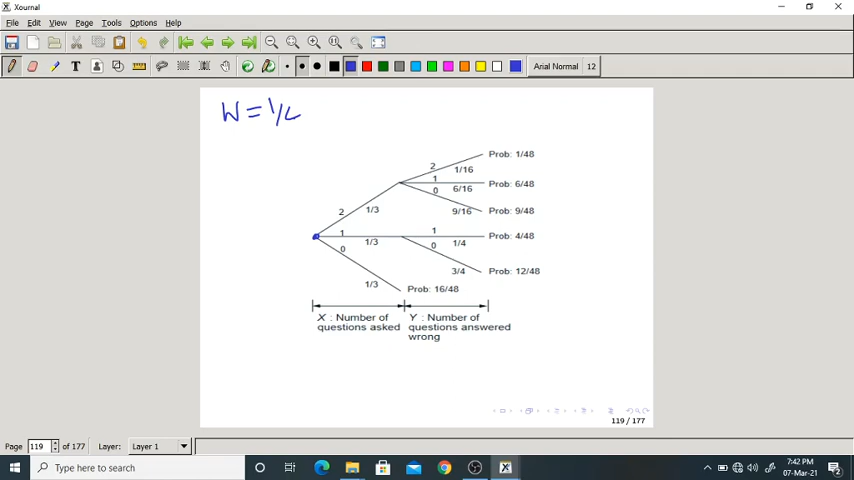 Xournal
File Edit View Page Tools Options Help
Arial Normal 12
W = 1/4
2 1/3
1 1/3
0 1/3
2 1/16 Prob: 1/48
1 6/16 Prob: 6/48
0 9/16 Prob: 9/48
1 1/4 Prob: 4/48
0 3/4 Prob: 12/48
Prob: 16/48
X : Number of questions asked
Y : Number of questions answered wrong
119 / 177
Page 119 of 177 Layer: Layer 1
Type here to search
7:42 PM
07-Mar-21
2